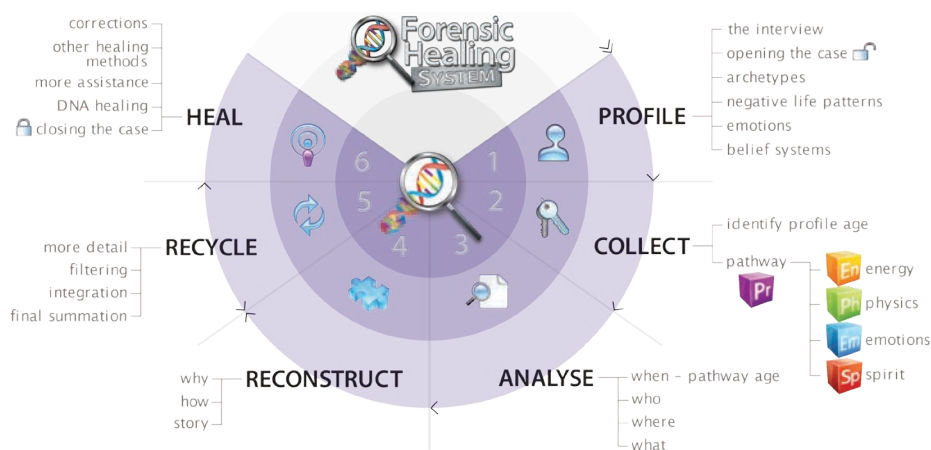 Forensic
Healing
SYSTEM
PROFILE
the interview
opening the case
archetypes
negative life patterns
emotions
belief systems
COLLECT
identify profile age
pathway
Pr
En energy
Ph physics
Em emotions
Sp spirit
ANALYSE
when – pathway age
who
where
what
RECONSTRUCT
why
how
story
RECYCLE
more detail
filtering
integration
final summation
HEAL
corrections
other healing
methods
more assistance
DNA healing
closing the case
1
2
3
4
5
6